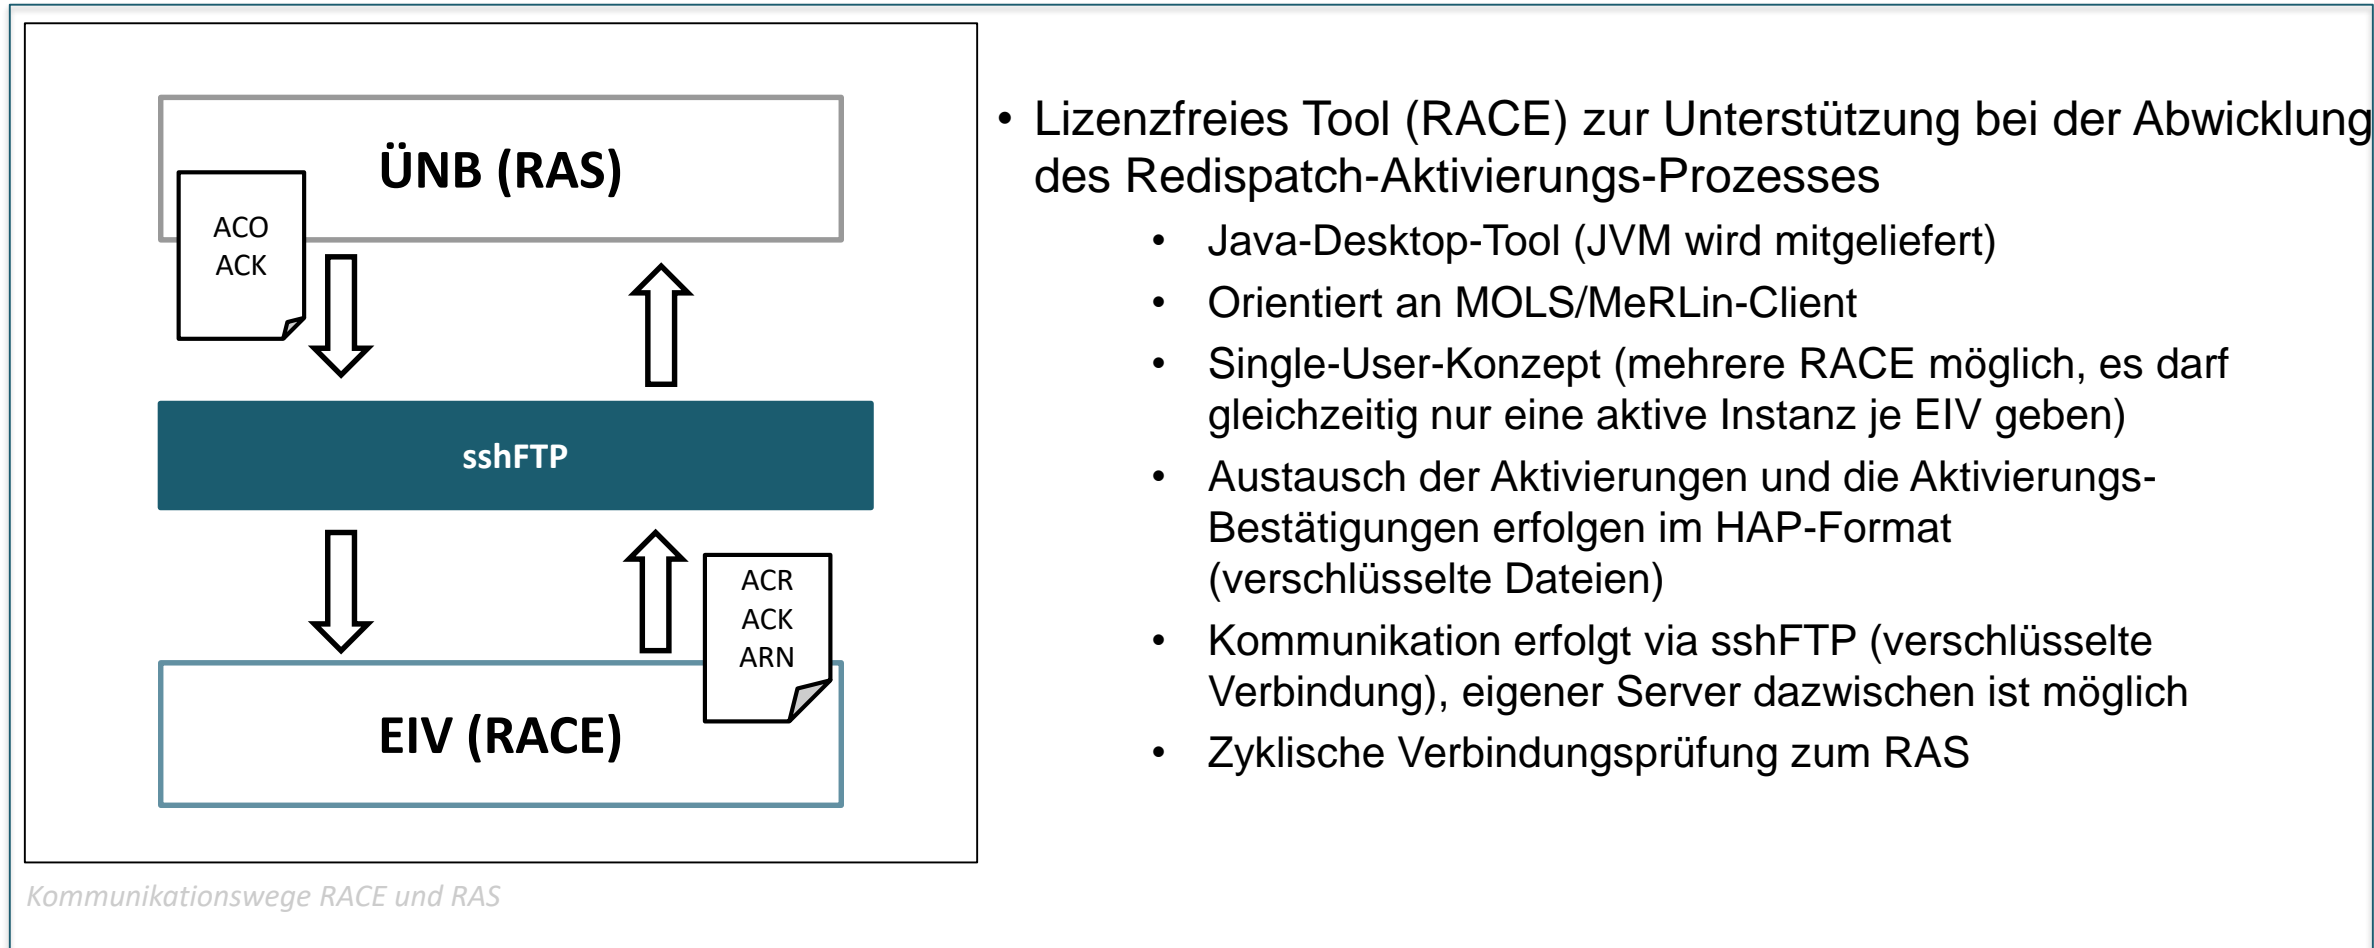 ÜNB (RAS)
ACO
ACK
sshFTP
ACR
ACK
ARN
EIV (RACE)
Kommunikationswege RACE und RAS
• Lizenzfreies Tool (RACE) zur Unterstützung bei der Abwicklung
des Redispatch-Aktivierungs-Prozesses
• Java-Desktop-Tool (JVM wird mitgeliefert)
• Orientiert an MOLS/MeRLin-Client
• Single-User-Konzept (mehrere RACE möglich, es darf
gleichzeitig nur eine aktive Instanz je EIV geben)
• Austausch der Aktivierungen und die Aktivierungs-
Bestätigungen erfolgen im HAP-Format
(verschlüsselte Dateien)
• Kommunikation erfolgt via sshFTP (verschlüsselte
Verbindung), eigener Server dazwischen ist möglich
• Zyklische Verbindungsprüfung zum RAS